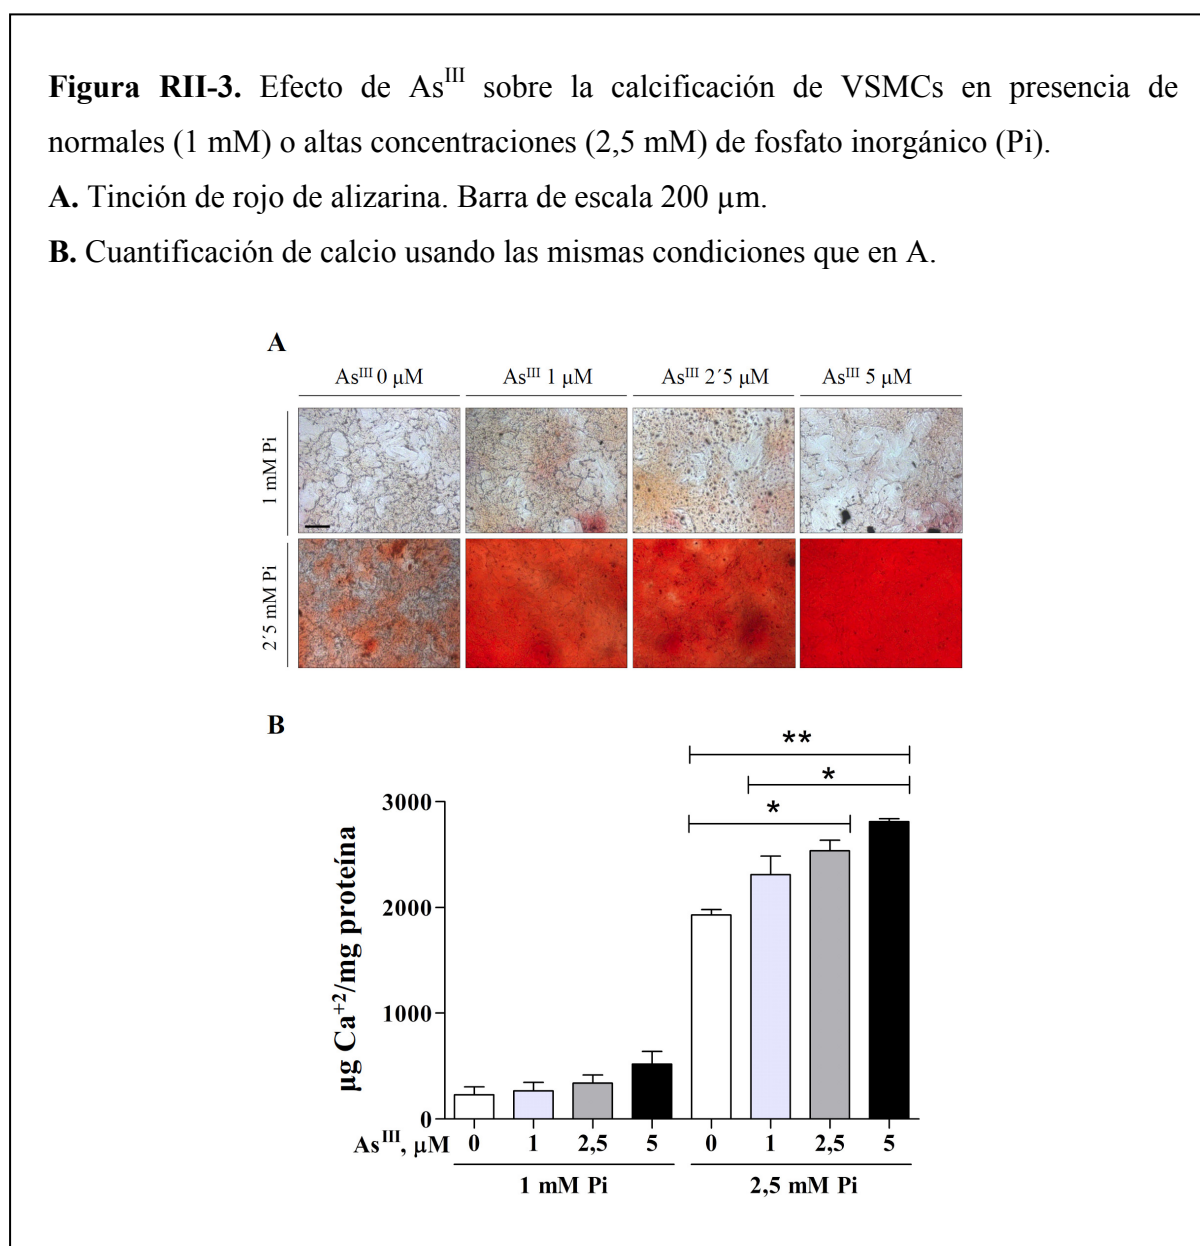 Figura RII-3. Efecto de As^III sobre la calcificación de VSMCs en presencia de
normales (1 mM) o altas concentraciones (2,5 mM) de fosfato inorgánico (Pi).
A. Tinción de rojo de alizarina. Barra de escala 200 µm.
B. Cuantificación de calcio usando las mismas condiciones que en A.
A
As^III 0 µM As^III 1 µM As^III 2´5 µM As^III 5 µM
1 mM Pi
2´5 mM Pi
B
**
*
*
µg Ca^+2/mg proteína
3000
2000
1000
0
As^III, µM 0 1 2,5 5 0 1 2,5 5
1 mM Pi 2,5 mM Pi